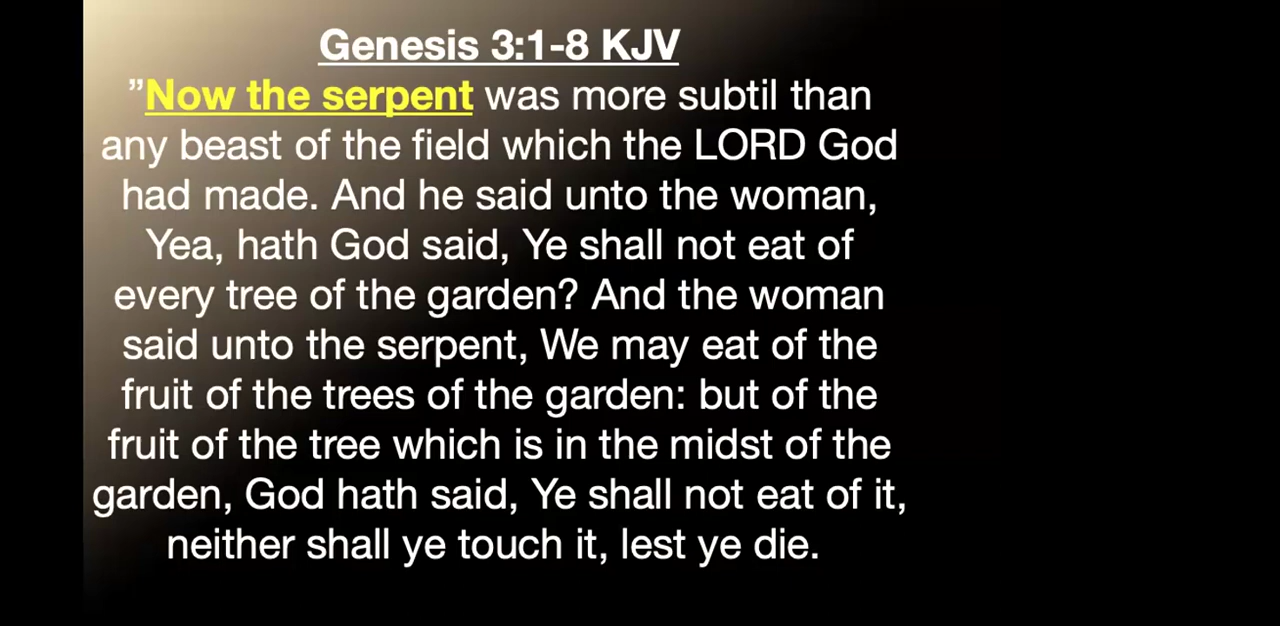 Genesis 3:1-8 KJV
”Now the serpent was more subtil than
any beast of the field which the LORD God
had made. And he said unto the woman,
Yea, hath God said, Ye shall not eat of
every tree of the garden? And the woman
said unto the serpent, We may eat of the
fruit of the trees of the garden: but of the
fruit of the tree which is in the midst of the
garden, God hath said, Ye shall not eat of it,
neither shall ye touch it, lest ye die.